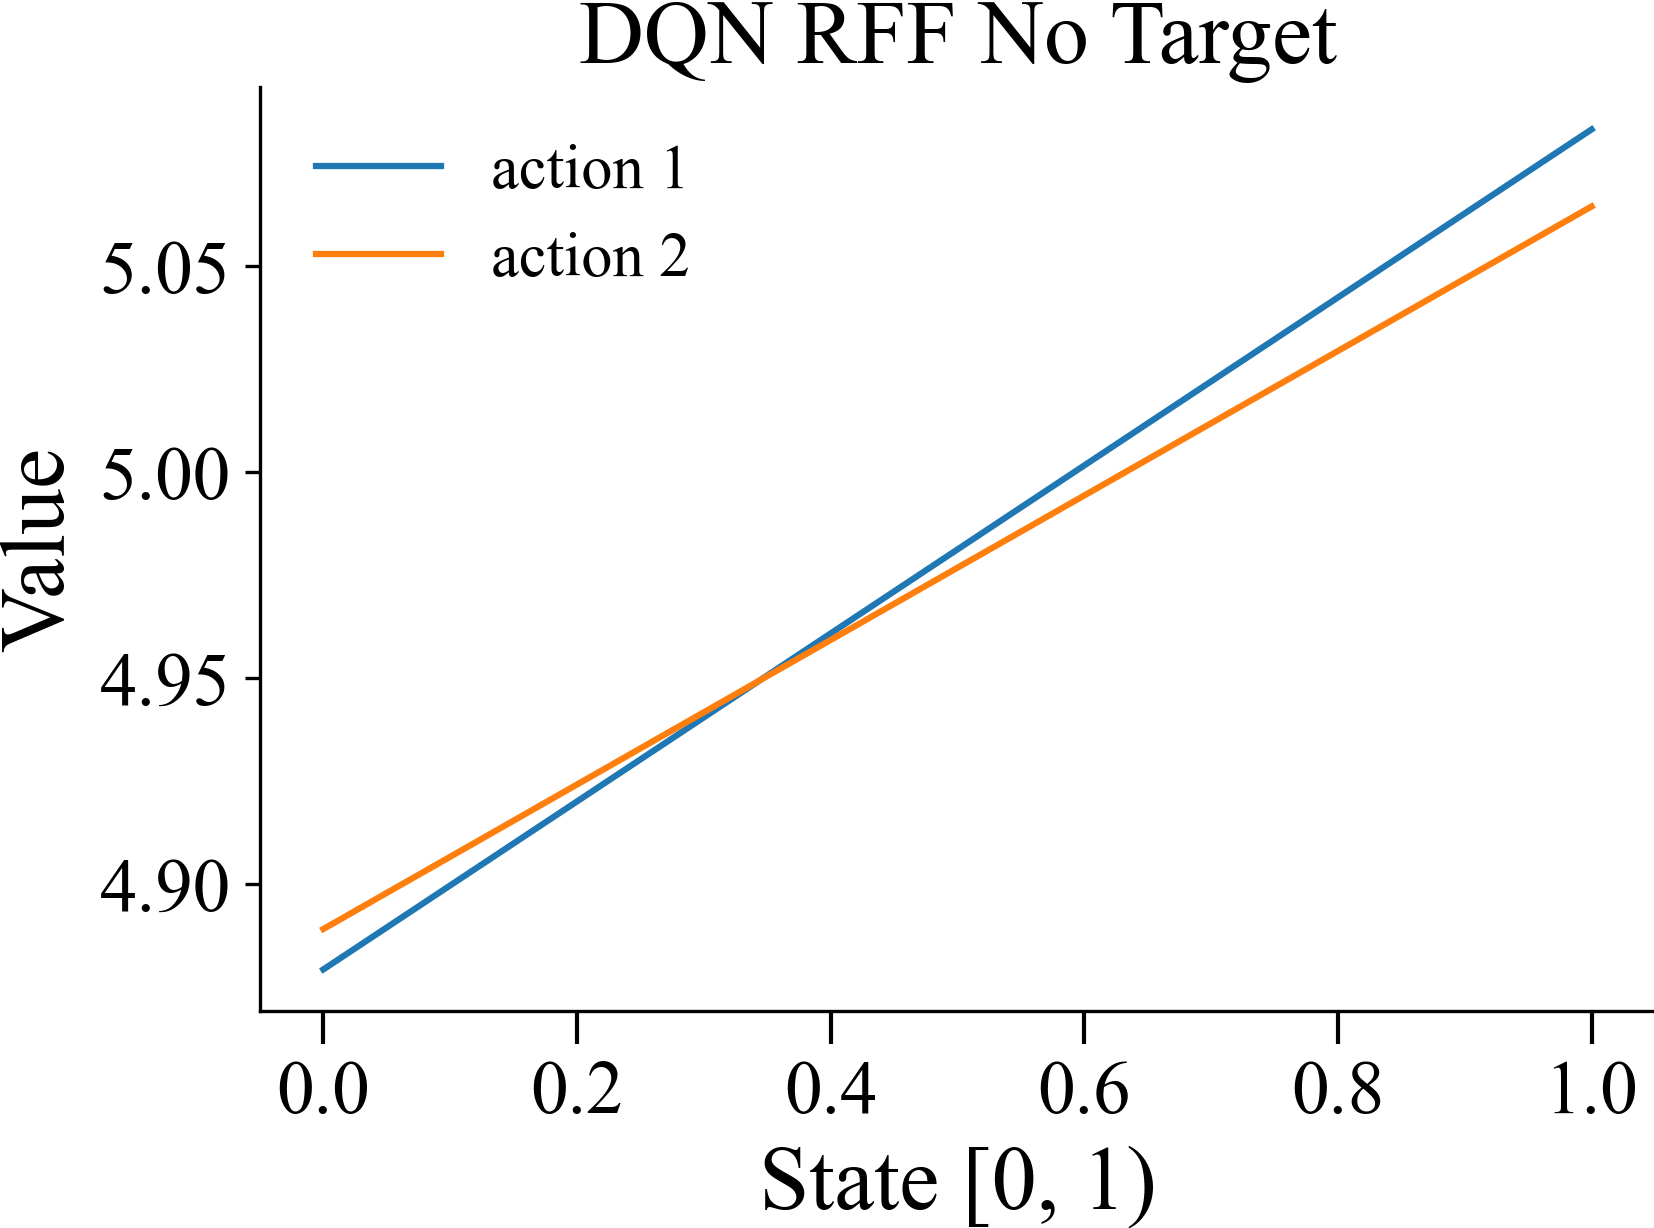 DQN RFF No Target
action 1
action 2
5.05
5.00
4.95
4.90
Value
0.0 0.2 0.4 0.6 0.8 1.0
State [0, 1)